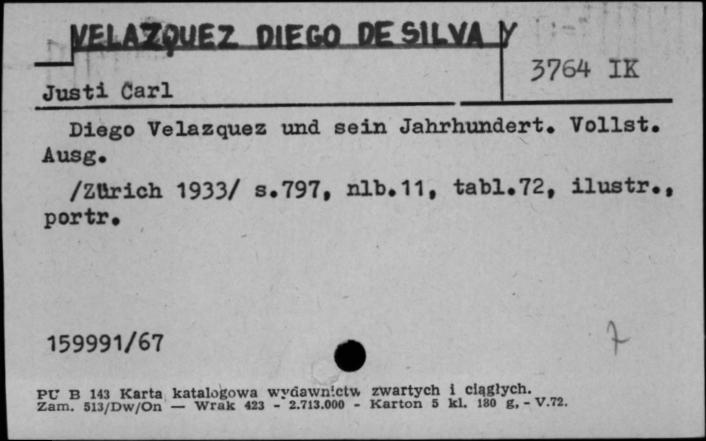 VELAZQUEZ DIEGO DE SILVA Y
3764 IK
Justi Carl
Diego Velazquez und sein Jahrhundert. Vollst.
Ausg.
/Zürich 1933/ s.797, nlb.11, tabl.72, ilustr.,
portr.
159991/67
7
PU B 143 Karta katalogowa wydawnictw zwartych i ciągłych.
Zam. 513/Dw/On — Wrak 423 - 2.713.000 - Karton 5 kl. 180 g. - V.72.